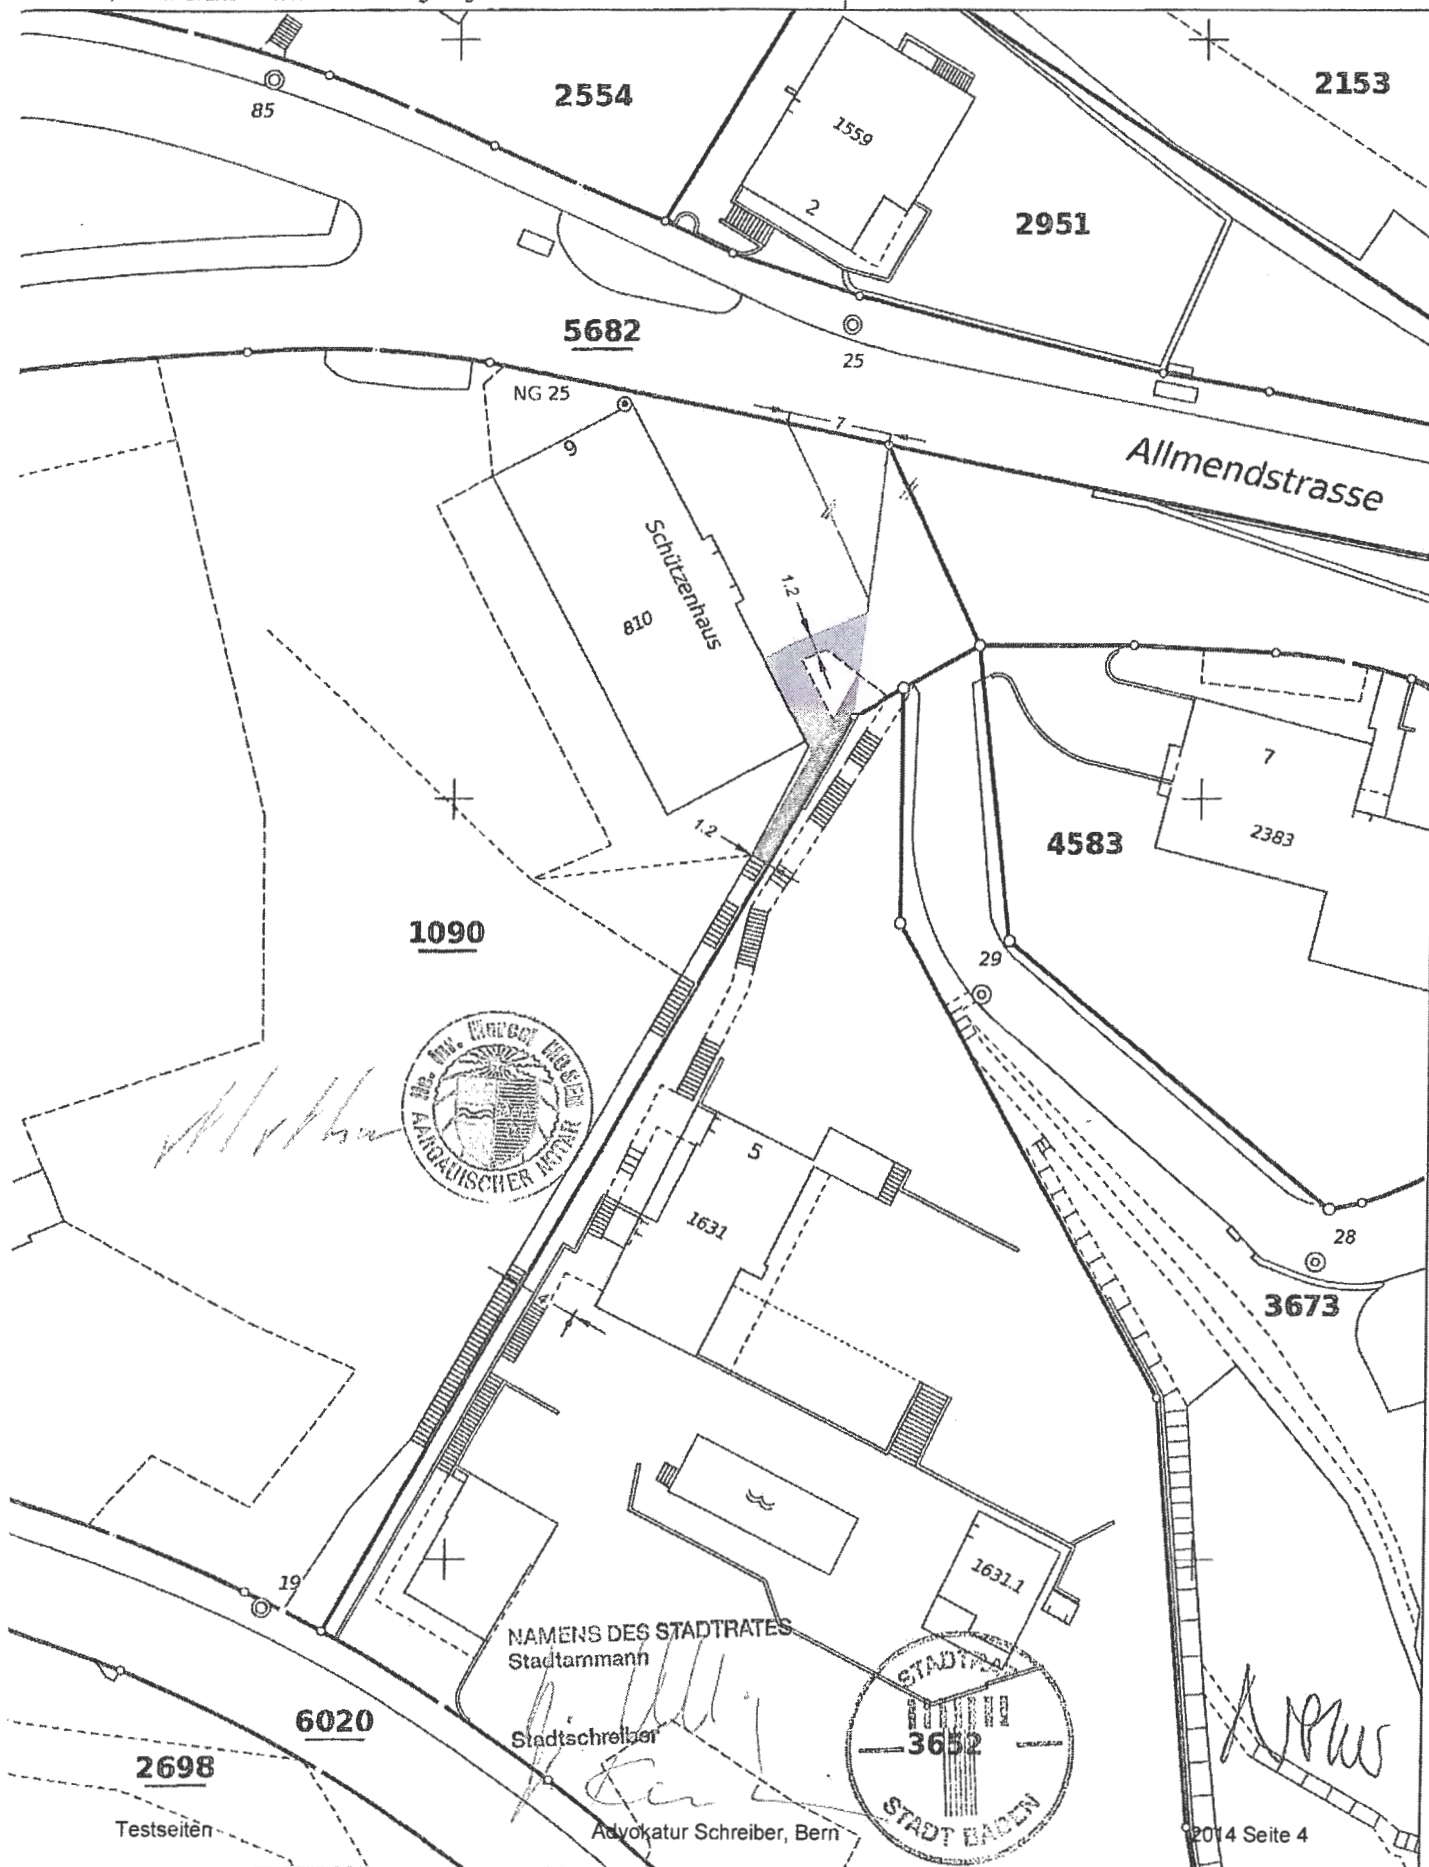 2554
2153
85
1559
2
2951
5682
25
NG 25
7
9
Allmendstrasse
Schützenhaus
1.2
810
7
1.2
2383
4583
1090
29
AARGAUISCHER NOTAR
5
1631
28
3673
4
1631.1
19
NAMENS DES STADTRATES
Stadtammann
6020
Stadtschreiber
3652
2698
STADT BADEN
Testseiten
Advokatur Schreiber, Bern
2014 Seite 4